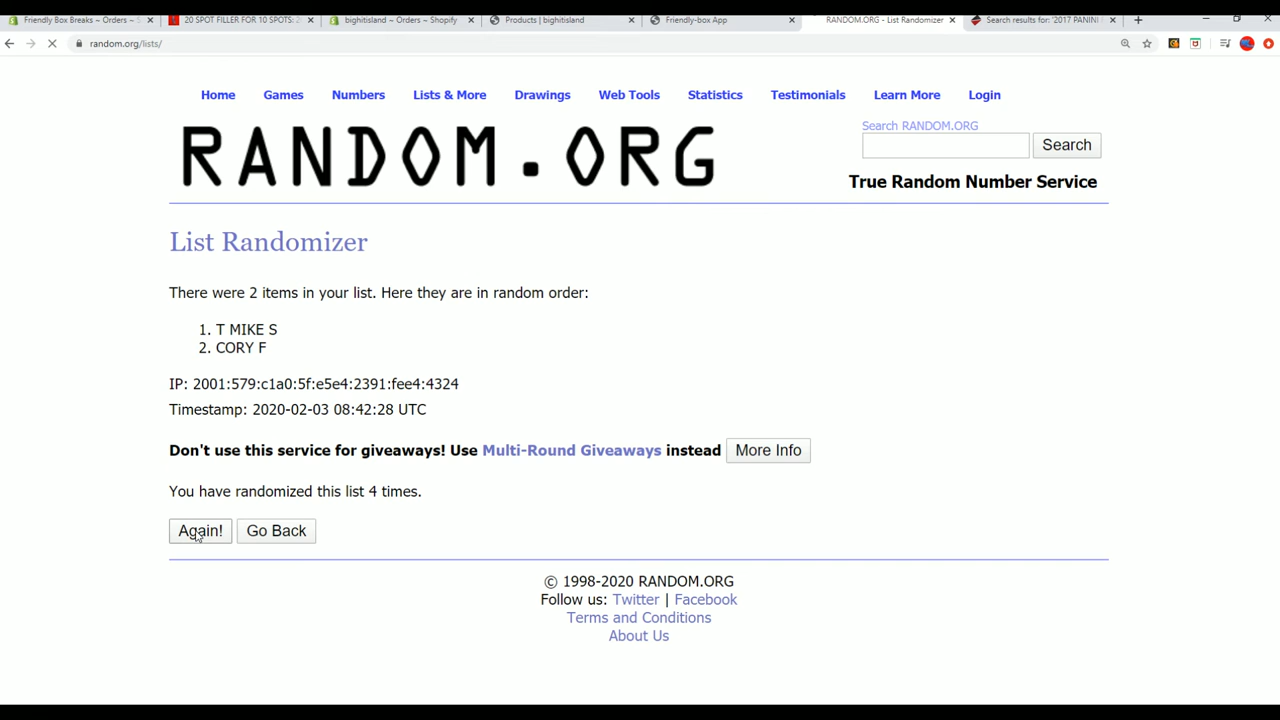 Friendly Box Breaks ~ Orders ~ S
20 SPOT FILLER FOR 10 SPOTS: 2
bighitisland ~ Orders ~ Shopify
Products | bighitisland
Friendly-box App
RANDOM.ORG - List Randomizer
Search results for: '2017 PANINI
random.org/lists/
Home Games Numbers Lists & More Drawings Web Tools Statistics Testimonials Learn More Login
RANDOM.ORG
Search RANDOM.ORG
Search
True Random Number Service
List Randomizer
There were 2 items in your list. Here they are in random order:
1. T MIKE S
2. CORY F
IP: 2001:579:c1a0:5f:e5e4:2391:fee4:4324
Timestamp: 2020-02-03 08:42:28 UTC
Don't use this service for giveaways! Use Multi-Round Giveaways instead More Info
You have randomized this list 4 times.
Again! Go Back
© 1998-2020 RANDOM.ORG
Follow us: Twitter | Facebook
Terms and Conditions
About Us